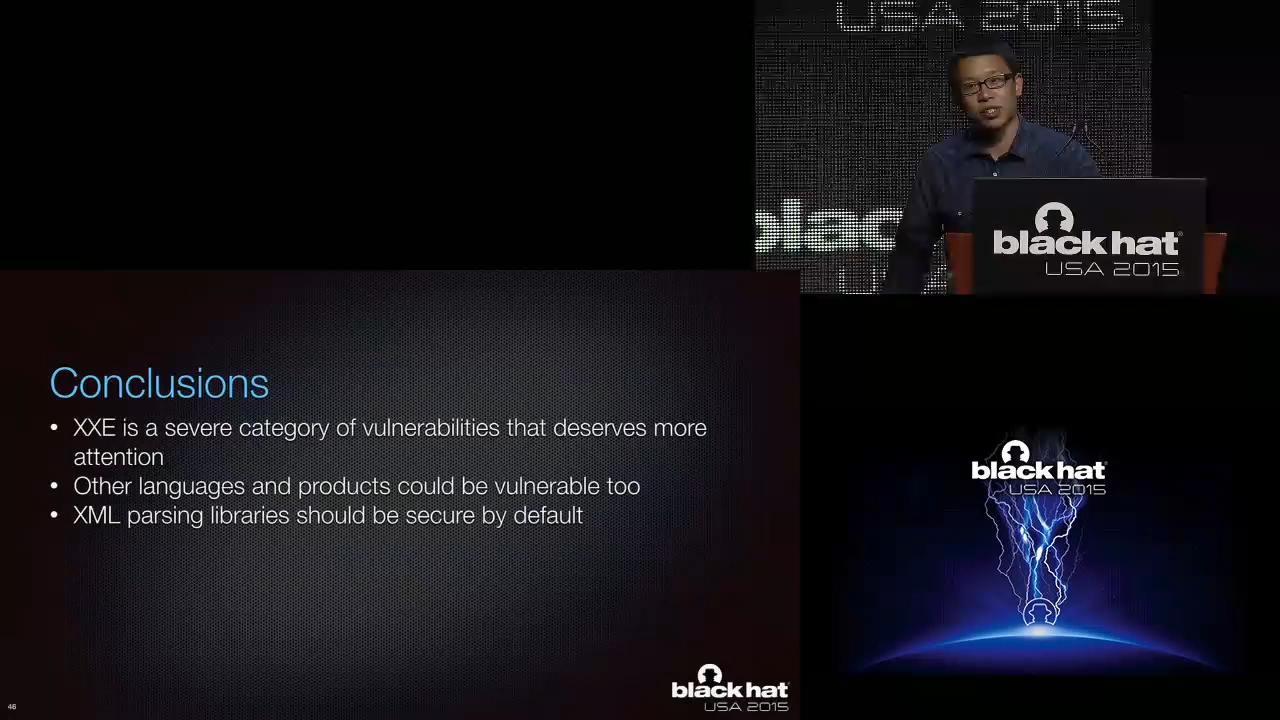 USA 2015
blac
USA
black hat
USA 2015
Conclusions
• XXE is a severe category of vulnerabilities that deserves more
attention
• Other languages and products could be vulnerable too
• XML parsing libraries should be secure by default
black hat
USA 2015
46
black hat
USA 2015